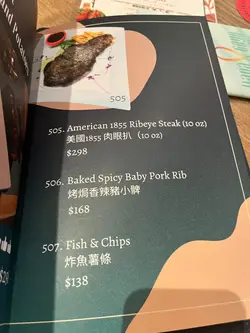 505
505. American 1855 Ribeye Steak (10 oz)
美國1855 肉眼扒 (10 oz)
$298
506. Baked Spicy Baby Pork Rib
烤焗香辣豬小髀
$168
507. Fish & Chips
炸魚薯條
$138